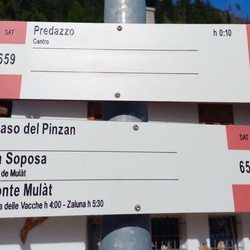 SAT
659
Predazzo
h 0:10
Centro
aso del Pinzan
SAT
a Soposa
65
de Mulàt
onte Mulàt
a delle Vacche h 4:00 - Zaluna h 5:30